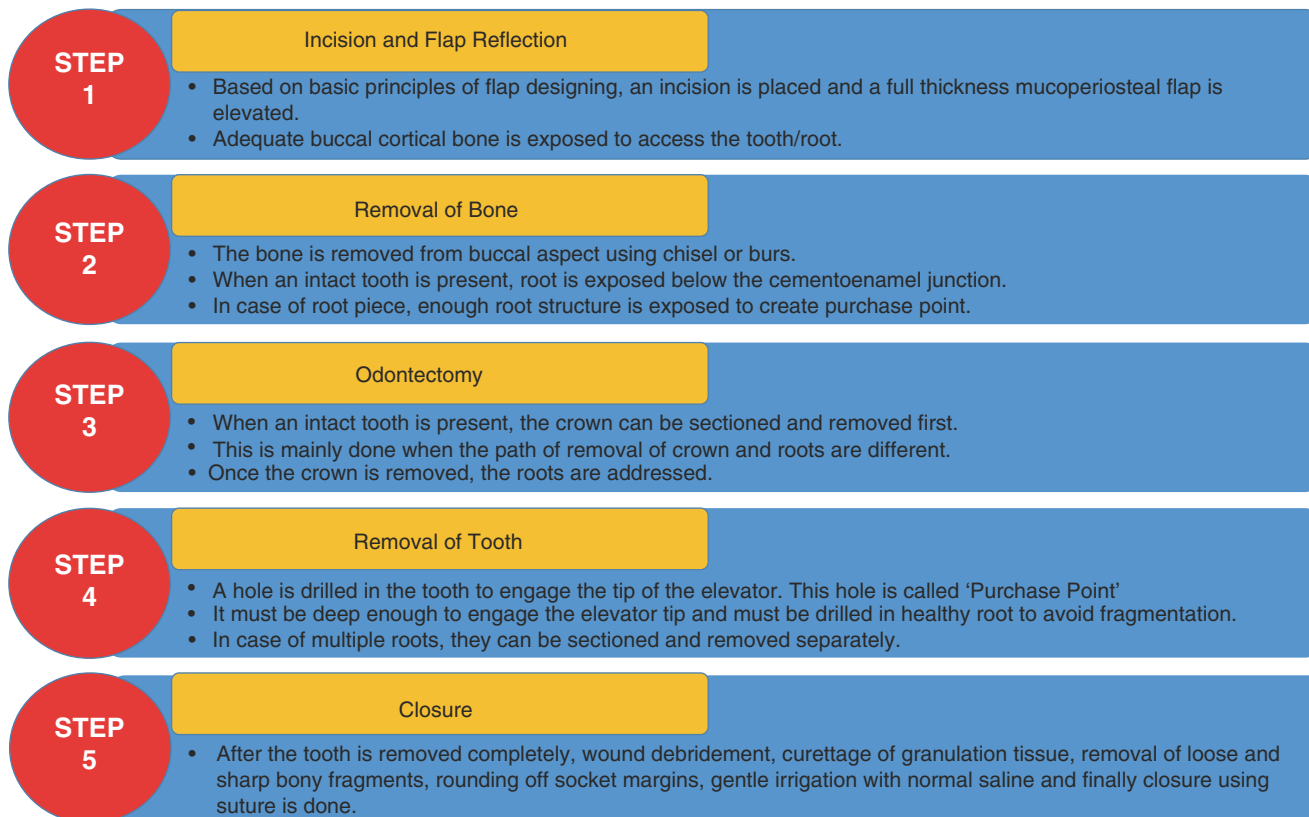 STEP
1
Incision and Flap Reflection
• Based on basic principles of flap designing, an incision is placed and a full thickness mucoperiosteal flap is
elevated.
• Adequate buccal cortical bone is exposed to access the tooth/root.
STEP
2
Removal of Bone
• The bone is removed from buccal aspect using chisel or burs.
• When an intact tooth is present, root is exposed below the cementoenamel junction.
• In case of root piece, enough root structure is exposed to create purchase point.
STEP
3
Odontectomy
• When an intact tooth is present, the crown can be sectioned and removed first.
• This is mainly done when the path of removal of crown and roots are different.
• Once the crown is removed, the roots are addressed.
STEP
4
Removal of Tooth
• A hole is drilled in the tooth to engage the tip of the elevator. This hole is called ‘Purchase Point’
• It must be deep enough to engage the elevator tip and must be drilled in healthy root to avoid fragmentation.
• In case of multiple roots, they can be sectioned and removed separately.
STEP
5
Closure
• After the tooth is removed completely, wound debridement, curettage of granulation tissue, removal of loose and
sharp bony fragments, rounding off socket margins, gentle irrigation with normal saline and finally closure using
suture is done.